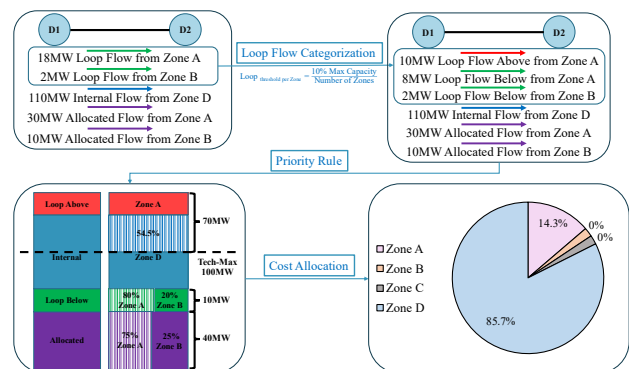 D1
D2
18MW Loop Flow from Zone A
2MW Loop Flow from Zone B
110MW Internal Flow from Zone D
30MW Allocated Flow from Zone A
10MW Allocated Flow from Zone B
Loop Flow Categorization
Loop threshold per Zone = 10% Max Capacity
Number of Zones
D1
D2
10MW Loop Flow Above from Zone A
8MW Loop Flow Below from Zone A
2MW Loop Flow Below from Zone B
110MW Internal Flow from Zone D
30MW Allocated Flow from Zone A
10MW Allocated Flow from Zone B
Priority Rule
Loop Above
Zone A
54.5%
70MW
Internal
Zone D
Tech-Max
100MW
Loop Below
80%
Zone A
20%
Zone B
10MW
Allocated
75%
Zone A
25%
Zone B
40MW
Cost Allocation
Zone A
Zone B
Zone C
Zone D
14.3%
0%
0%
85.7%